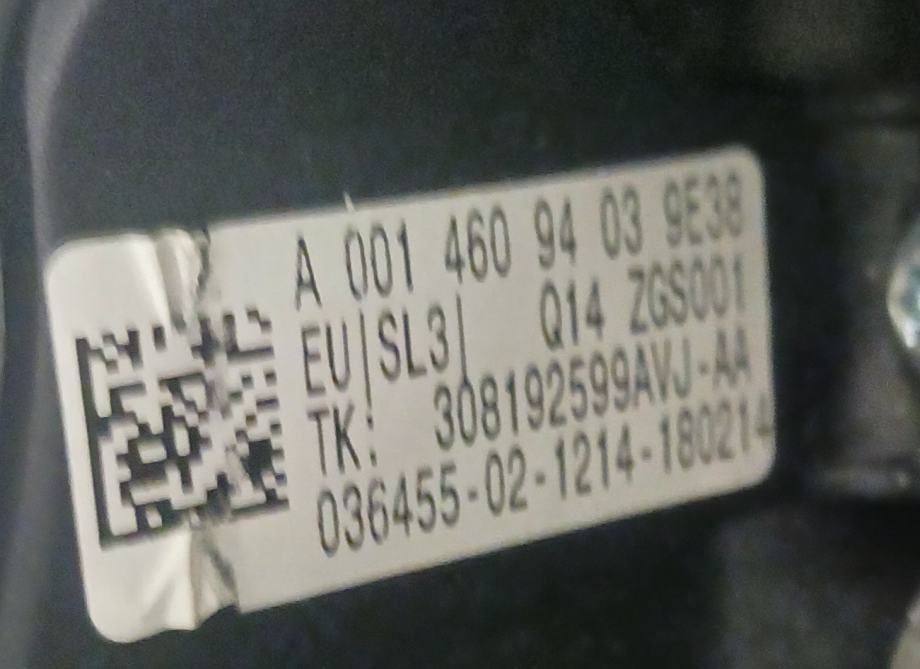 A 001 460 94 03 9E38
EU|SL3| Q14 ZGS001
TK: 308192599AVJ-AA
036455-02-1214-180214